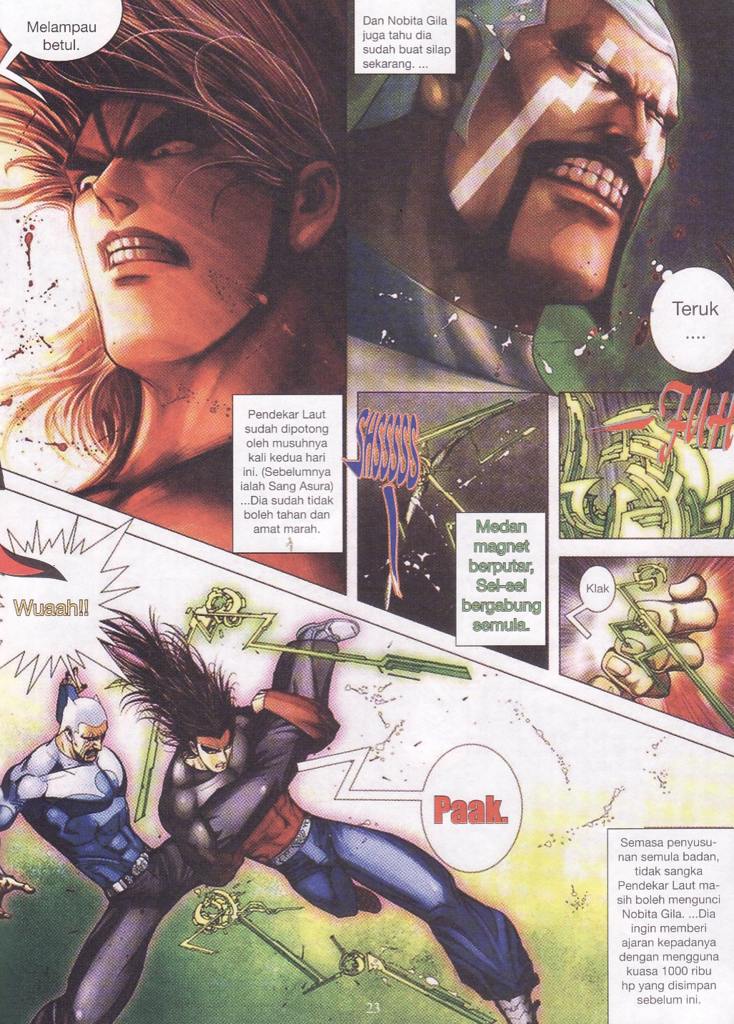 Melampau
betul.
Dan Nobita Gila
juga tahu dia
sudah buat silap
sekarang. ...
Teruk
....
Pendekar Laut
sudah dipotong
oleh musuhnya
kali kedua hari
ini. (Sebelumnya
ialah Sang Asura)
...Dia sudah tidak
boleh tahan dan
amat marah.
SHSSSSSS
Medan
magnet
berputar,
Sel-sel
bergabung
semula.
Klak
Wuaah!!
Paak.
Semasa penyusu-
nan semula badan,
tidak sangka
Pendekar Laut ma-
sih boleh mengunci
Nobita Gila. ...Dia
ingin memberi
ajaran kepadanya
dengan mengguna
kuasa 1000 ribu
hp yang disimpan
sebelum ini.
23